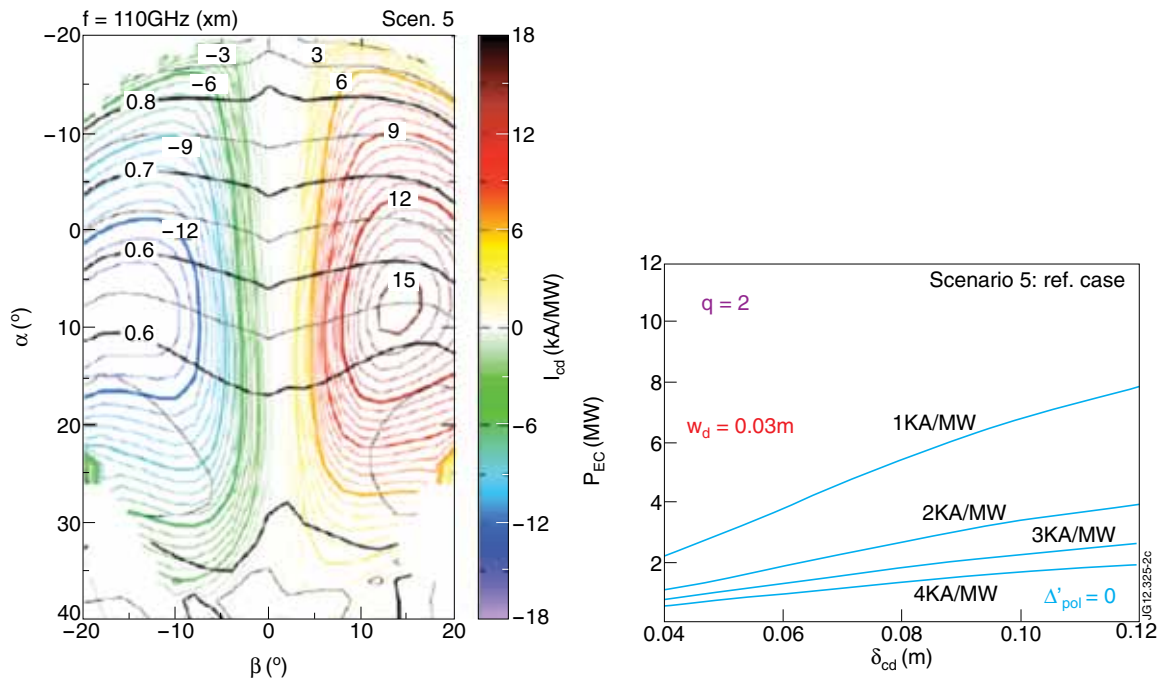 f = 110GHz (xm)
Scen. 5
−20
−10
0
10
20
30
40
α (°)
−3
3
−6
6
0.8
−9
9
0.7
−12
12
0.6
15
0.6
−20
−10
0
10
20
β (°)
18
12
6
0
−6
−12
−18
I_cd (kA/MW)
Scenario 5: ref. case
q = 2
w_d = 0.03m
1KA/MW
2KA/MW
3KA/MW
4KA/MW
Δ'_pol = 0
12
10
8
6
4
2
P_EC (MW)
0.04
0.06
0.08
0.10
0.12
δ_cd (m)
JG12.325-2c